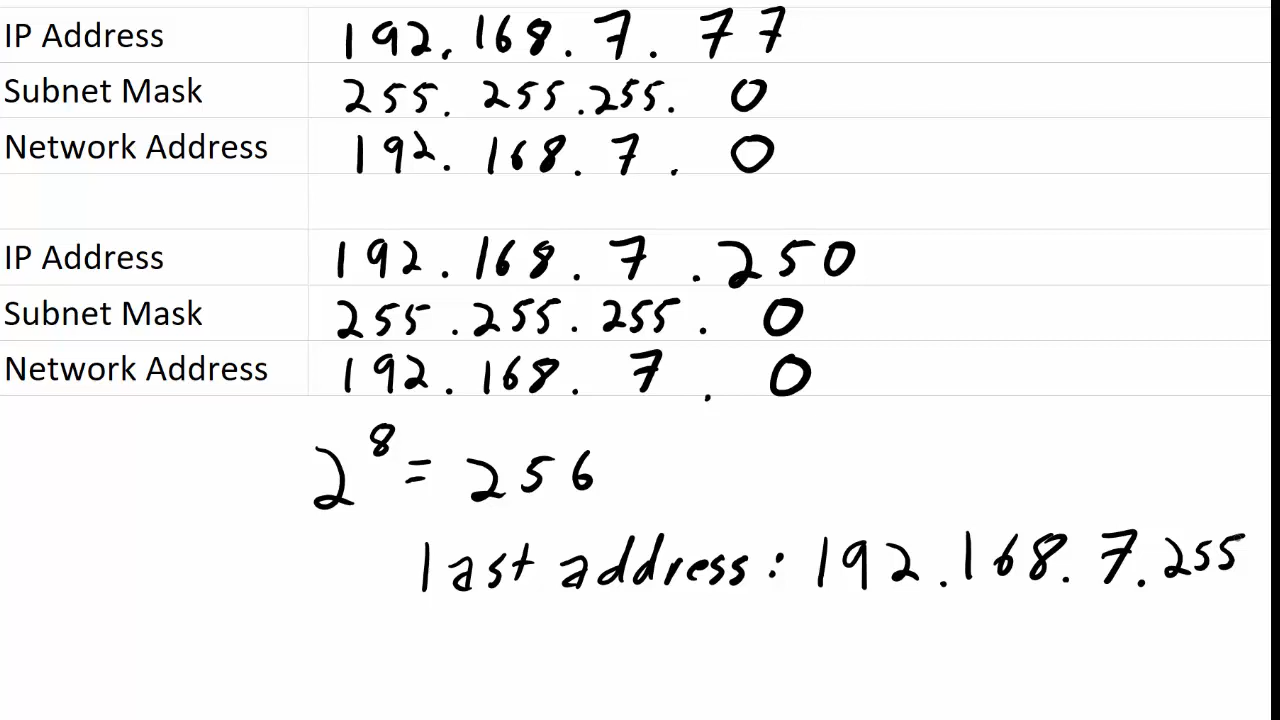 IP Address 192.168.7.77
Subnet Mask 255.255.255.0
Network Address 192.168.7.0
IP Address 192.168.7.250
Subnet Mask 255.255.255.0
Network Address 192.168.7.0
2⁸ = 256
last address: 192.168.7.255